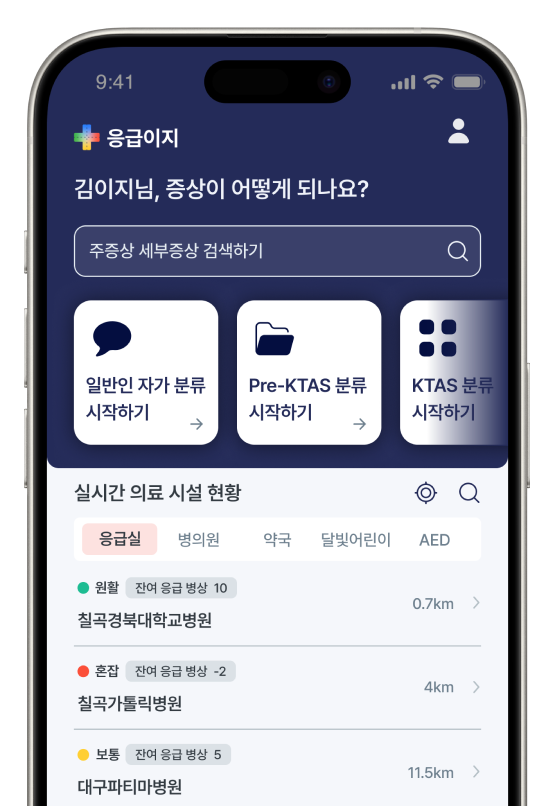 9:41
응급이지
김이지님, 증상이 어떻게 되나요?
주증상 세부증상 검색하기
일반인 자가 분류
시작하기
Pre-KTAS 분류
시작하기
KTAS 분류
시작하기
실시간 의료 시설 현황
응급실 병의원 약국 달빛어린이 AED
원활 잔여 응급 병상 10
칠곡경북대학교병원
0.7km
혼잡 잔여 응급 병상 -2
칠곡가톨릭병원
4km
보통 잔여 응급 병상 5
대구파티마병원
11.5km